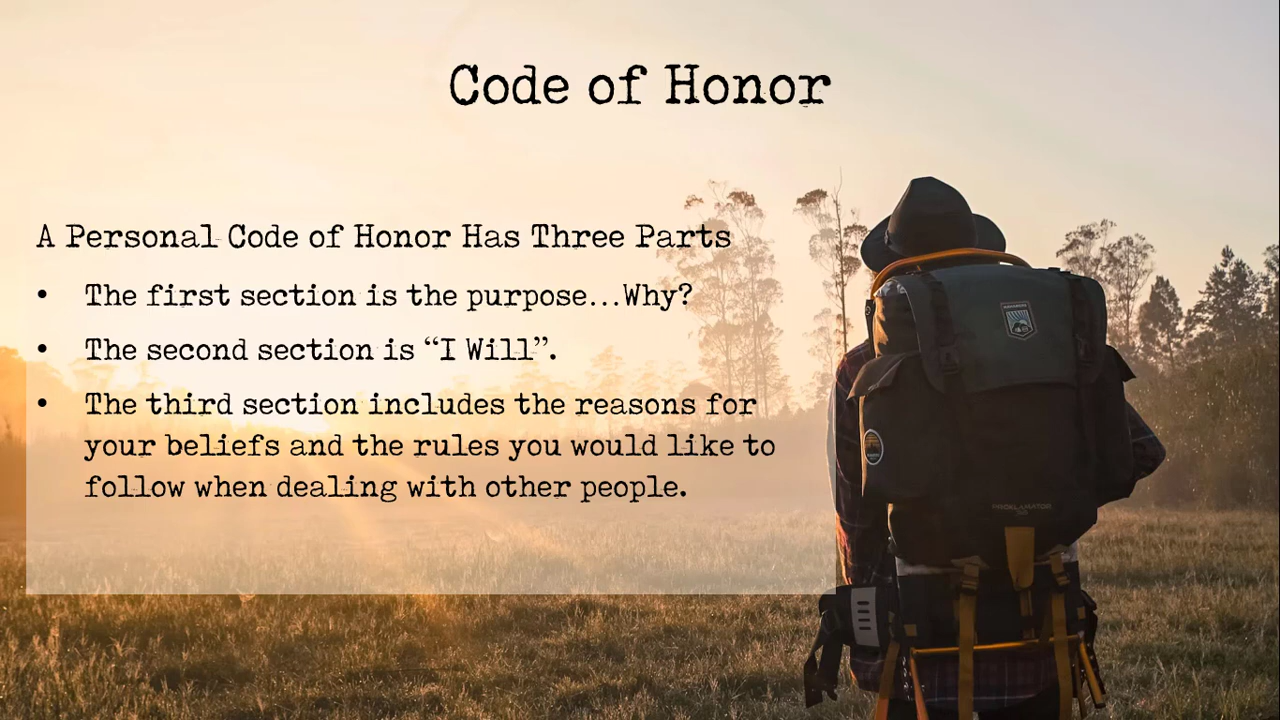 Code of Honor
A Personal Code of Honor Has Three Parts
• The first section is the purpose...Why?
• The second section is “I Will”.
• The third section includes the reasons for
your beliefs and the rules you would like to
follow when dealing with other people.